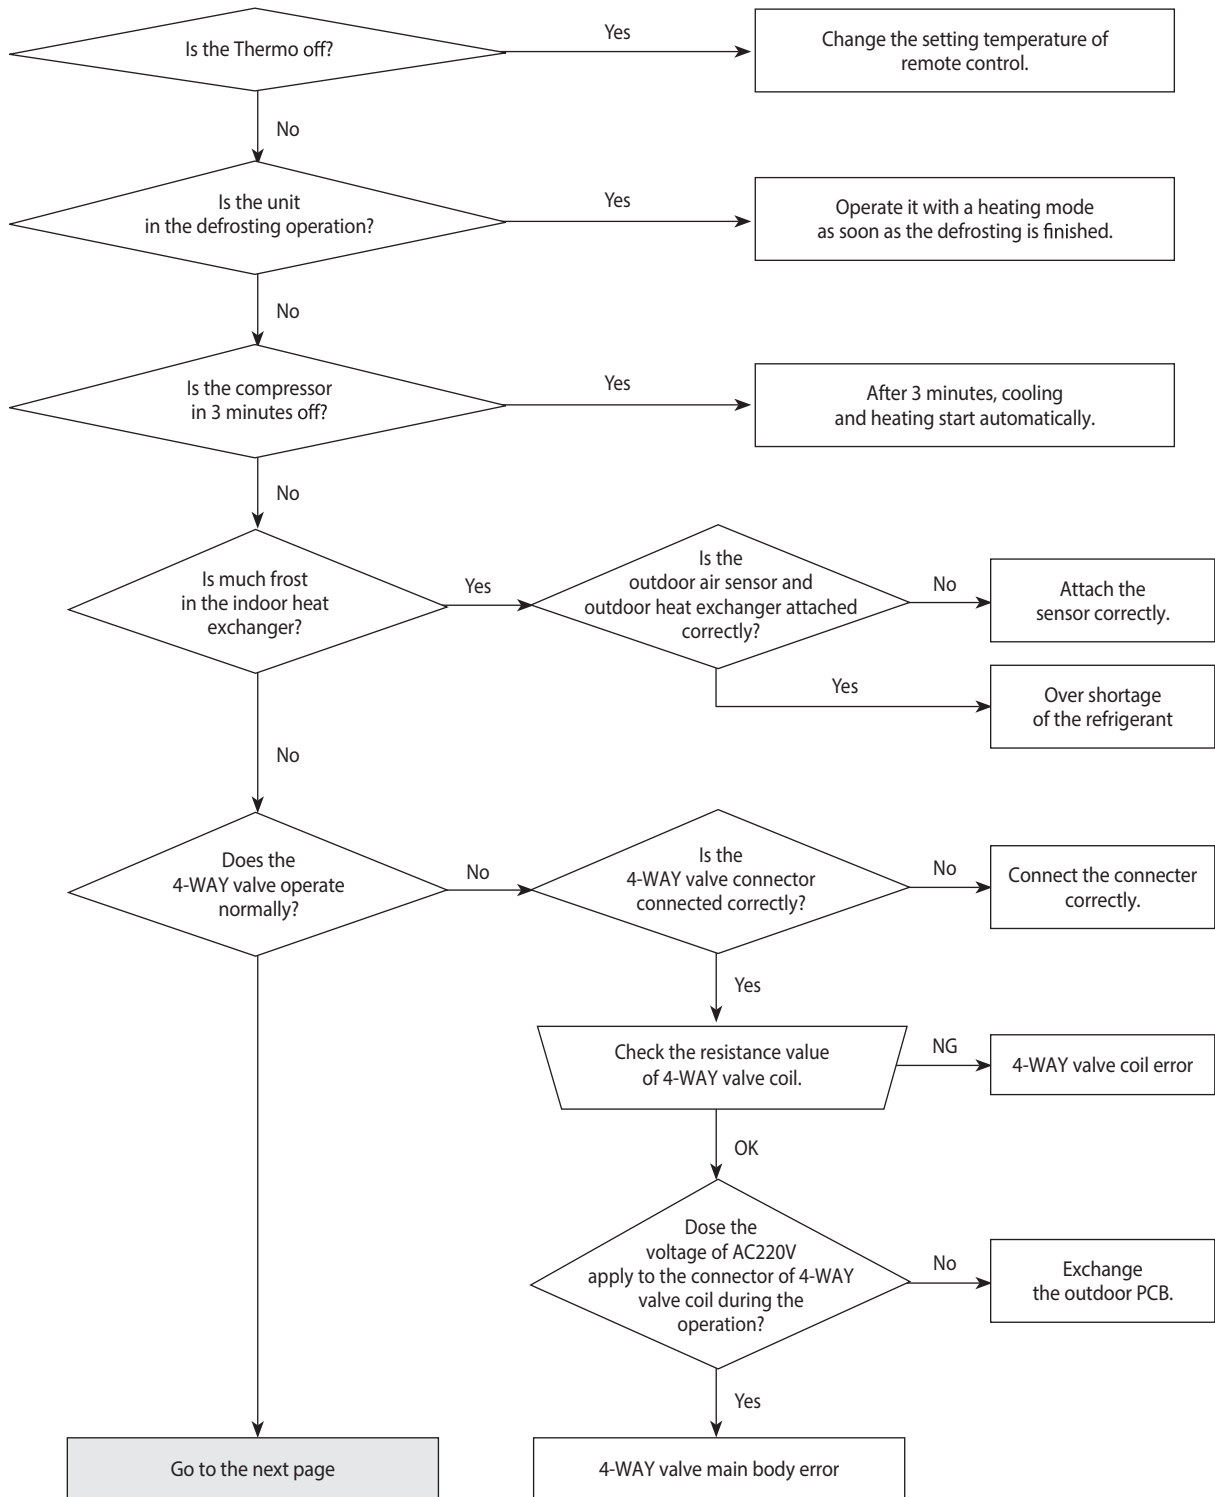 Is the Thermo off?
Yes
Change the setting temperature of
remote control.
No
Is the unit
in the defrosting operation?
Yes
Operate it with a heating mode
as soon as the defrosting is finished.
No
Is the compressor
in 3 minutes off?
Yes
After 3 minutes, cooling
and heating start automatically.
No
Is much frost
in the indoor heat
exchanger?
Yes
Is the
outdoor air sensor and
outdoor heat exchanger attached
correctly?
No
Attach the
sensor correctly.
Yes
Over shortage
of the refrigerant
No
Does the
4-WAY valve operate
normally?
No
Is the
4-WAY valve connector
connected correctly?
No
Connect the connecter
correctly.
Yes
Check the resistance value
of 4-WAY valve coil.
NG
4-WAY valve coil error
OK
Dose the
voltage of AC220V
apply to the connector of 4-WAY
valve coil during the
operation?
No
Exchange
the outdoor PCB.
Yes
Go to the next page
4-WAY valve main body error